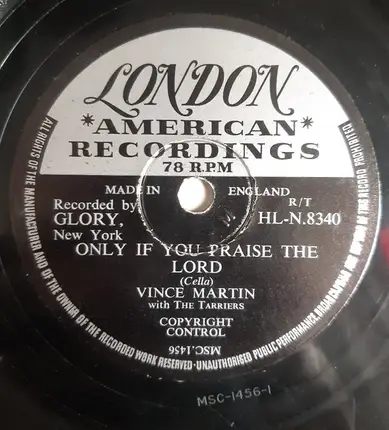 LONDON
*AMERICAN*
RECORDINGS
78 RPM
MADE IN ENGLAND
Recorded by R/T
GLORY, HL-N.8340
New York
ONLY IF YOU PRAISE THE
LORD
(Cella)
VINCE MARTIN
with The Tarriers
COPYRIGHT
CONTROL
MSC.1456
ALL RIGHTS OF THE MANUFACTURER AND OF THE OWNER OF THE RECORDED WORK RESERVED·UNAUTHORISED PUBLIC PERFORMANCE, BROADCASTING AND COPYING OF THIS RECORD PROHIBITED
MSC-1456-1